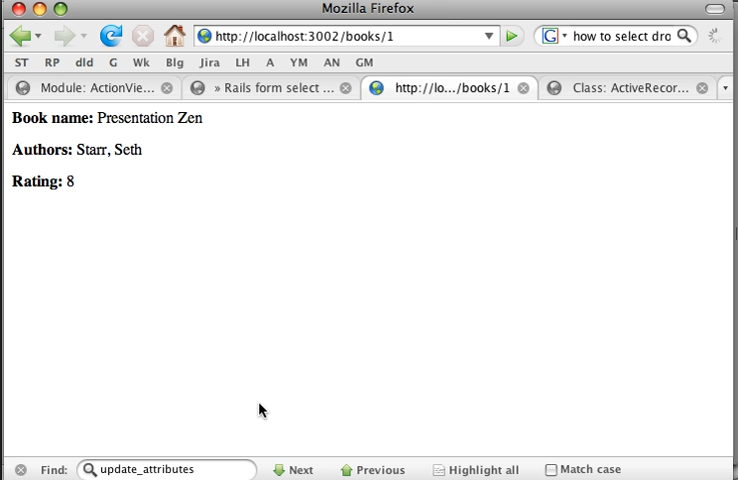 Mozilla Firefox
http://localhost:3002/books/1 G how to select dro
ST RP dld G Wk Blg Jira LH A YM AN GM
Module: ActionVie... » Rails form select ... http://lo.../books/1 Class: ActiveRecor...
Book name: Presentation Zen
Authors: Starr, Seth
Rating: 8
Find: update_attributes Next Previous Highlight all Match case